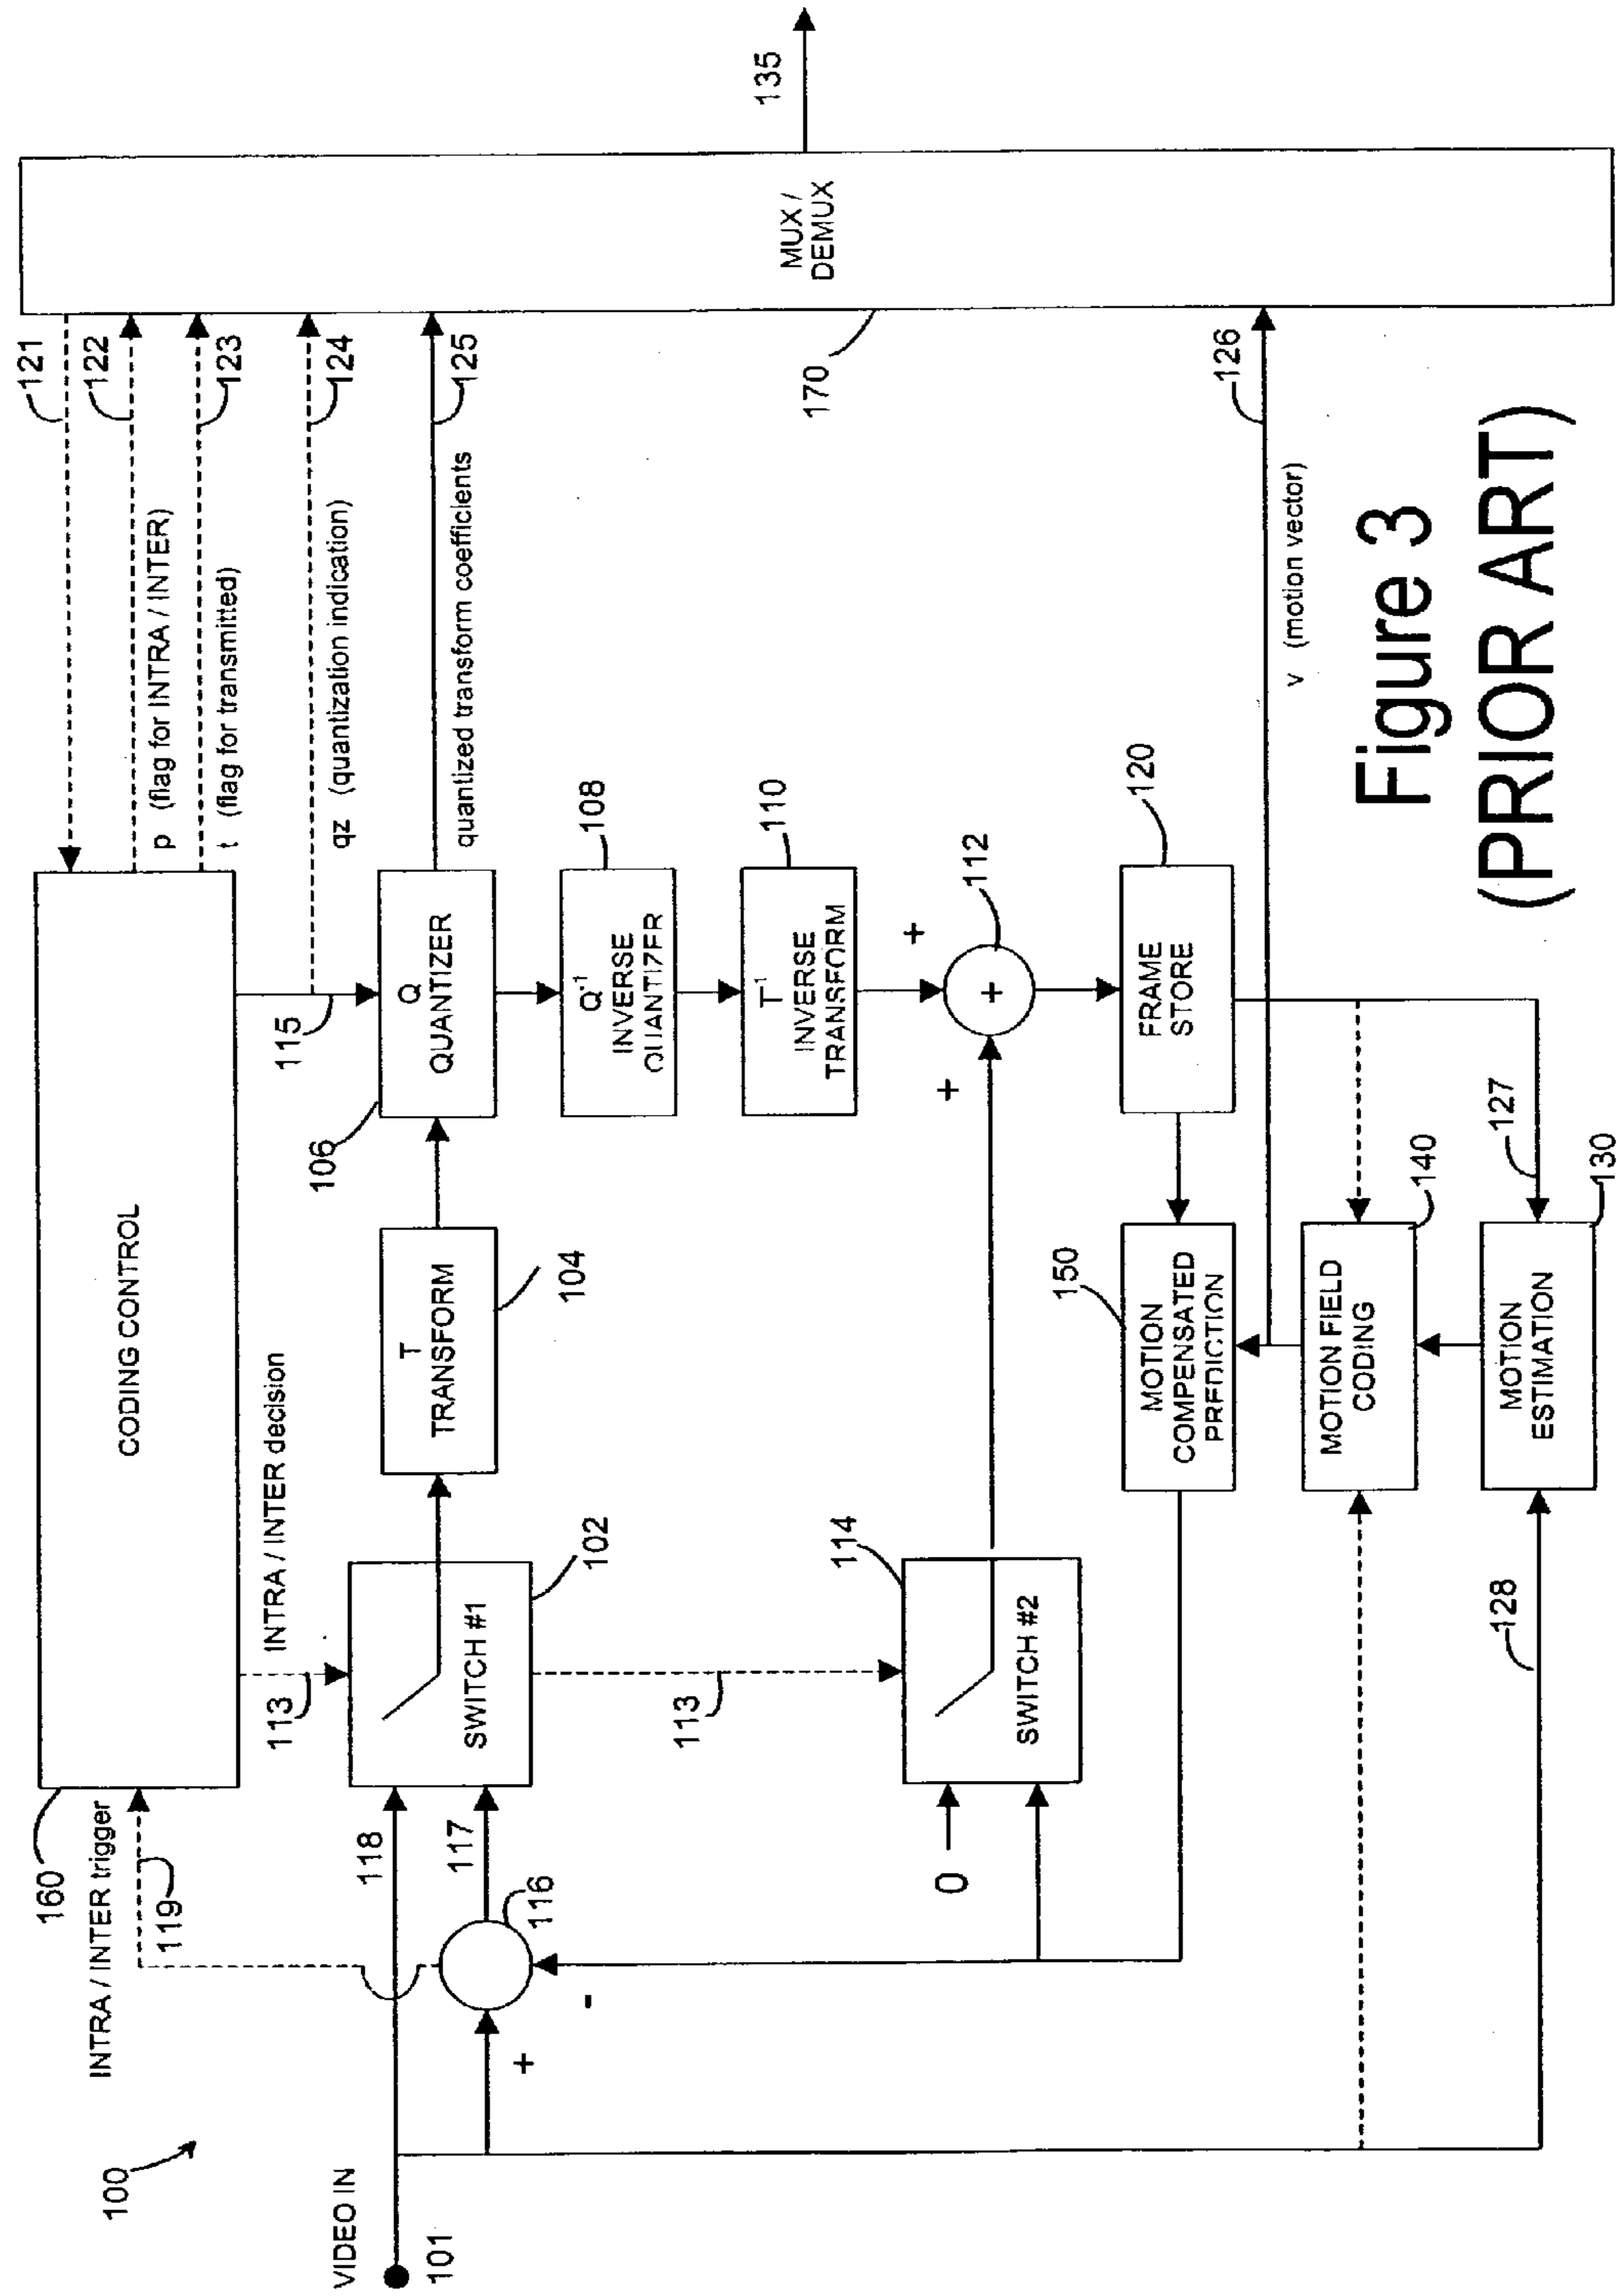 100
VIDEO IN
101
INTRA / INTER trigger
119
160
CODING CONTROL
121
122
p (flag for INTRA / INTER)
t (flag for transmitted)
123
qz (quantization indication)
124
125
quantized transform coefficients
113
INTRA / INTER decision
115
118
117
116
+
-
SWITCH #1
102
T
TRANSFORM
104
106
Q
QUANTIZER
Q-1
INVERSE
QUANTIZER
108
T1
INVERSE
TRANSFORM
110
113
114
0
SWITCH #2
+
+
+
112
FRAME
STORE
120
150
MOTION
COMPENSATED
PREDICTION
MOTION FIELD
CODING
140
MOTION
ESTIMATION
130
127
128
126
v (motion vector)
MUX /
DEMUX
170
135
Figure 3
(PRIOR ART)